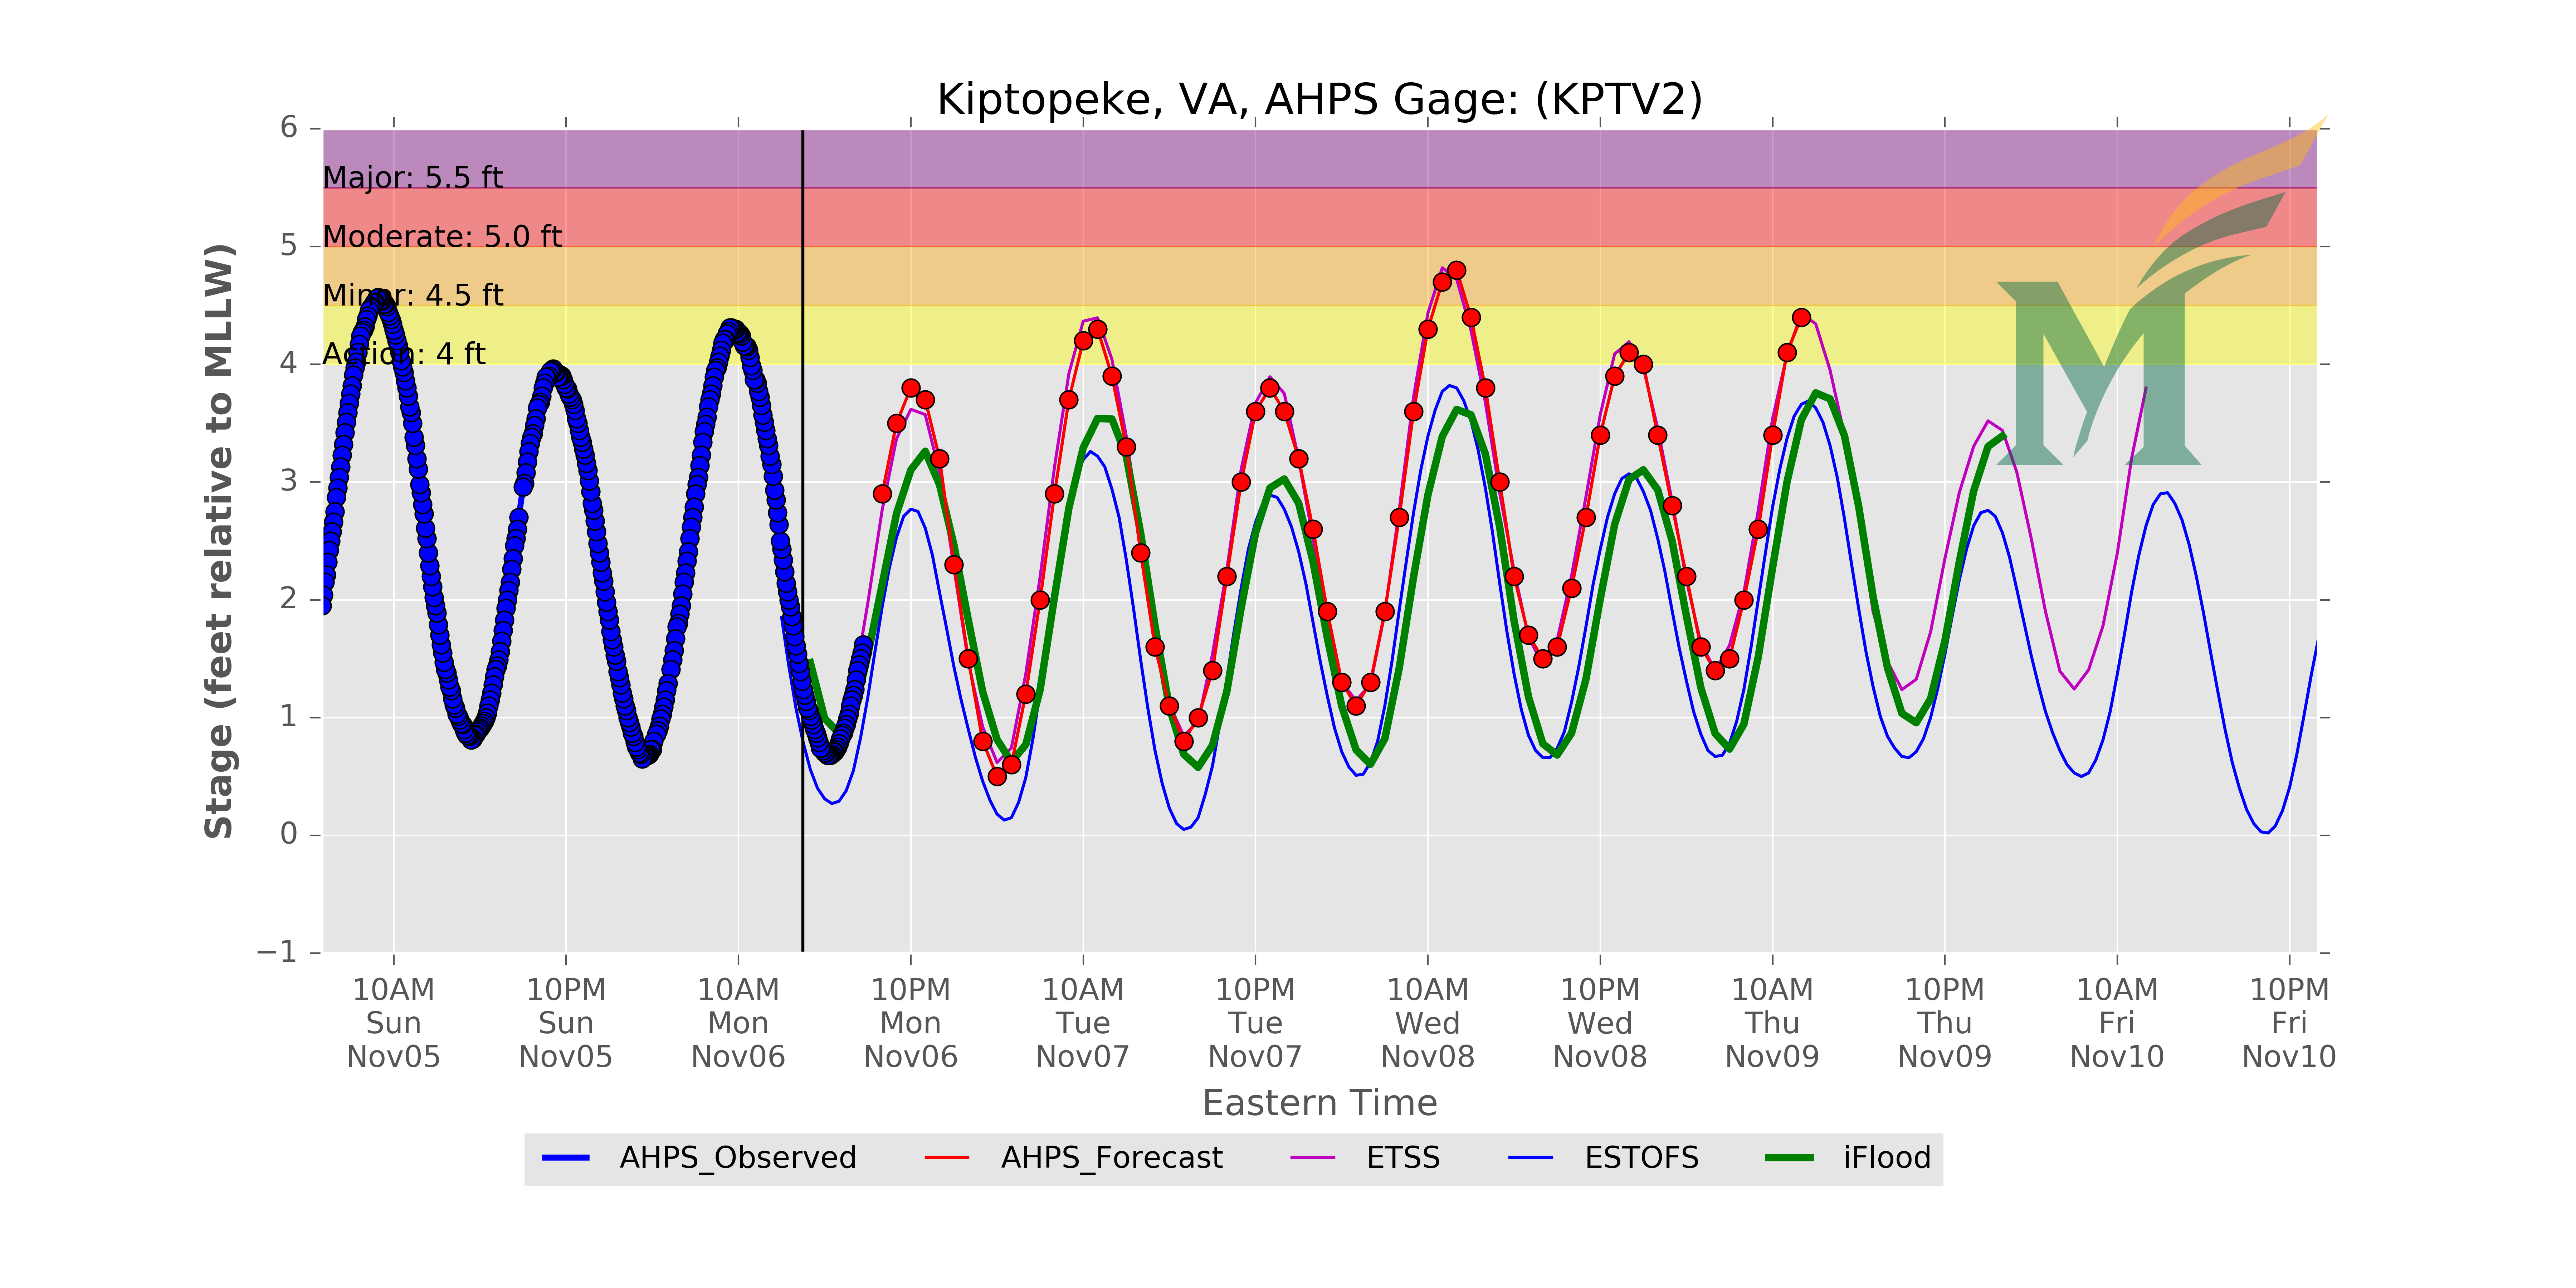 Kiptopeke, VA, AHPS Gage: (KPTV2)
Stage (feet relative to MLLW)
6
5
4
3
2
1
0
−1
Major: 5.5 ft
Moderate: 5.0 ft
Minor: 4.5 ft
Action: 4 ft
M
10AM Sun Nov05
10PM Sun Nov05
10AM Mon Nov06
10PM Mon Nov06
10AM Tue Nov07
10PM Tue Nov07
10AM Wed Nov08
10PM Wed Nov08
10AM Thu Nov09
10PM Thu Nov09
10AM Fri Nov10
10PM Fri Nov10
Eastern Time
AHPS_Observed AHPS_Forecast ETSS ESTOFS iFlood